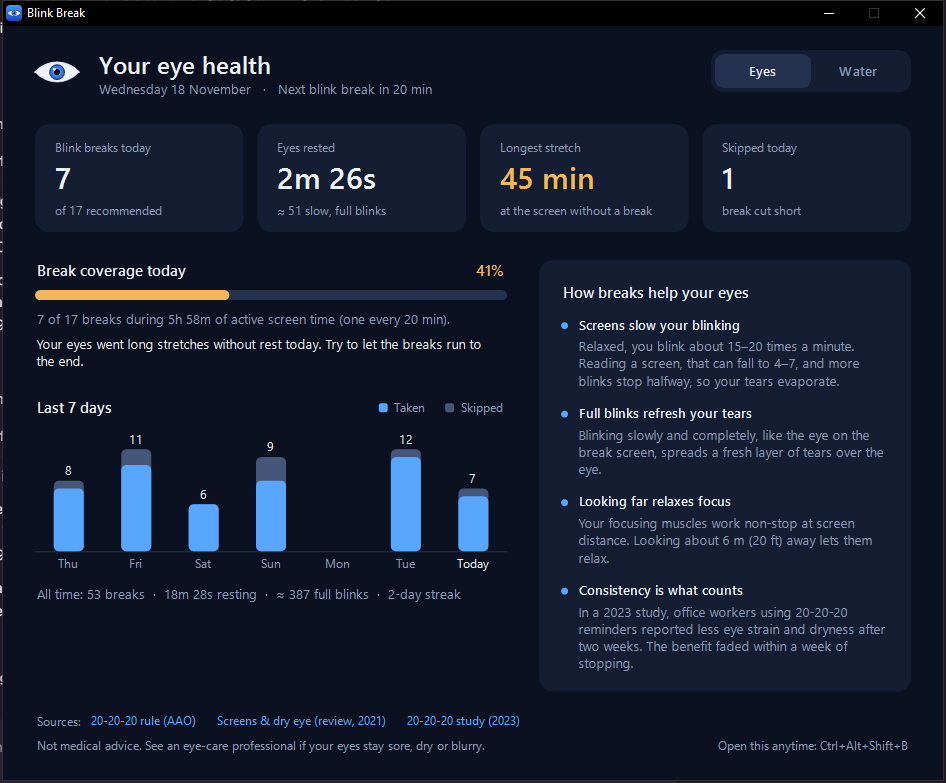 Blink Break
Your eye health
Wednesday 18 November · Next blink break in 20 min
Eyes
Water
Blink breaks today
7
of 17 recommended
Eyes rested
2m 26s
≈ 51 slow, full blinks
Longest stretch
45 min
at the screen without a break
Skipped today
1
break cut short
Break coverage today
41%
7 of 17 breaks during 5h 58m of active screen time (one every 20 min).
Your eyes went long stretches without rest today. Try to let the breaks run to
the end.
Last 7 days
Taken
Skipped
8
11
6
9
12
7
Thu
Fri
Sat
Sun
Mon
Tue
Today
All time: 53 breaks · 18m 28s resting · ≈ 387 full blinks · 2-day streak
How breaks help your eyes
Screens slow your blinking
Relaxed, you blink about 15–20 times a minute.
Reading a screen, that can fall to 4–7, and more
blinks stop halfway, so your tears evaporate.
Full blinks refresh your tears
Blinking slowly and completely, like the eye on the
break screen, spreads a fresh layer of tears over the
eye.
Looking far relaxes focus
Your focusing muscles work non-stop at screen
distance. Looking about 6 m (20 ft) away lets them
relax.
Consistency is what counts
In a 2023 study, office workers using 20-20-20
reminders reported less eye strain and dryness after
two weeks. The benefit faded within a week of
stopping.
Sources: 20-20-20 rule (AAO) Screens & dry eye (review, 2021) 20-20-20 study (2023)
Not medical advice. See an eye-care professional if your eyes stay sore, dry or blurry.
Open this anytime: Ctrl+Alt+Shift+B